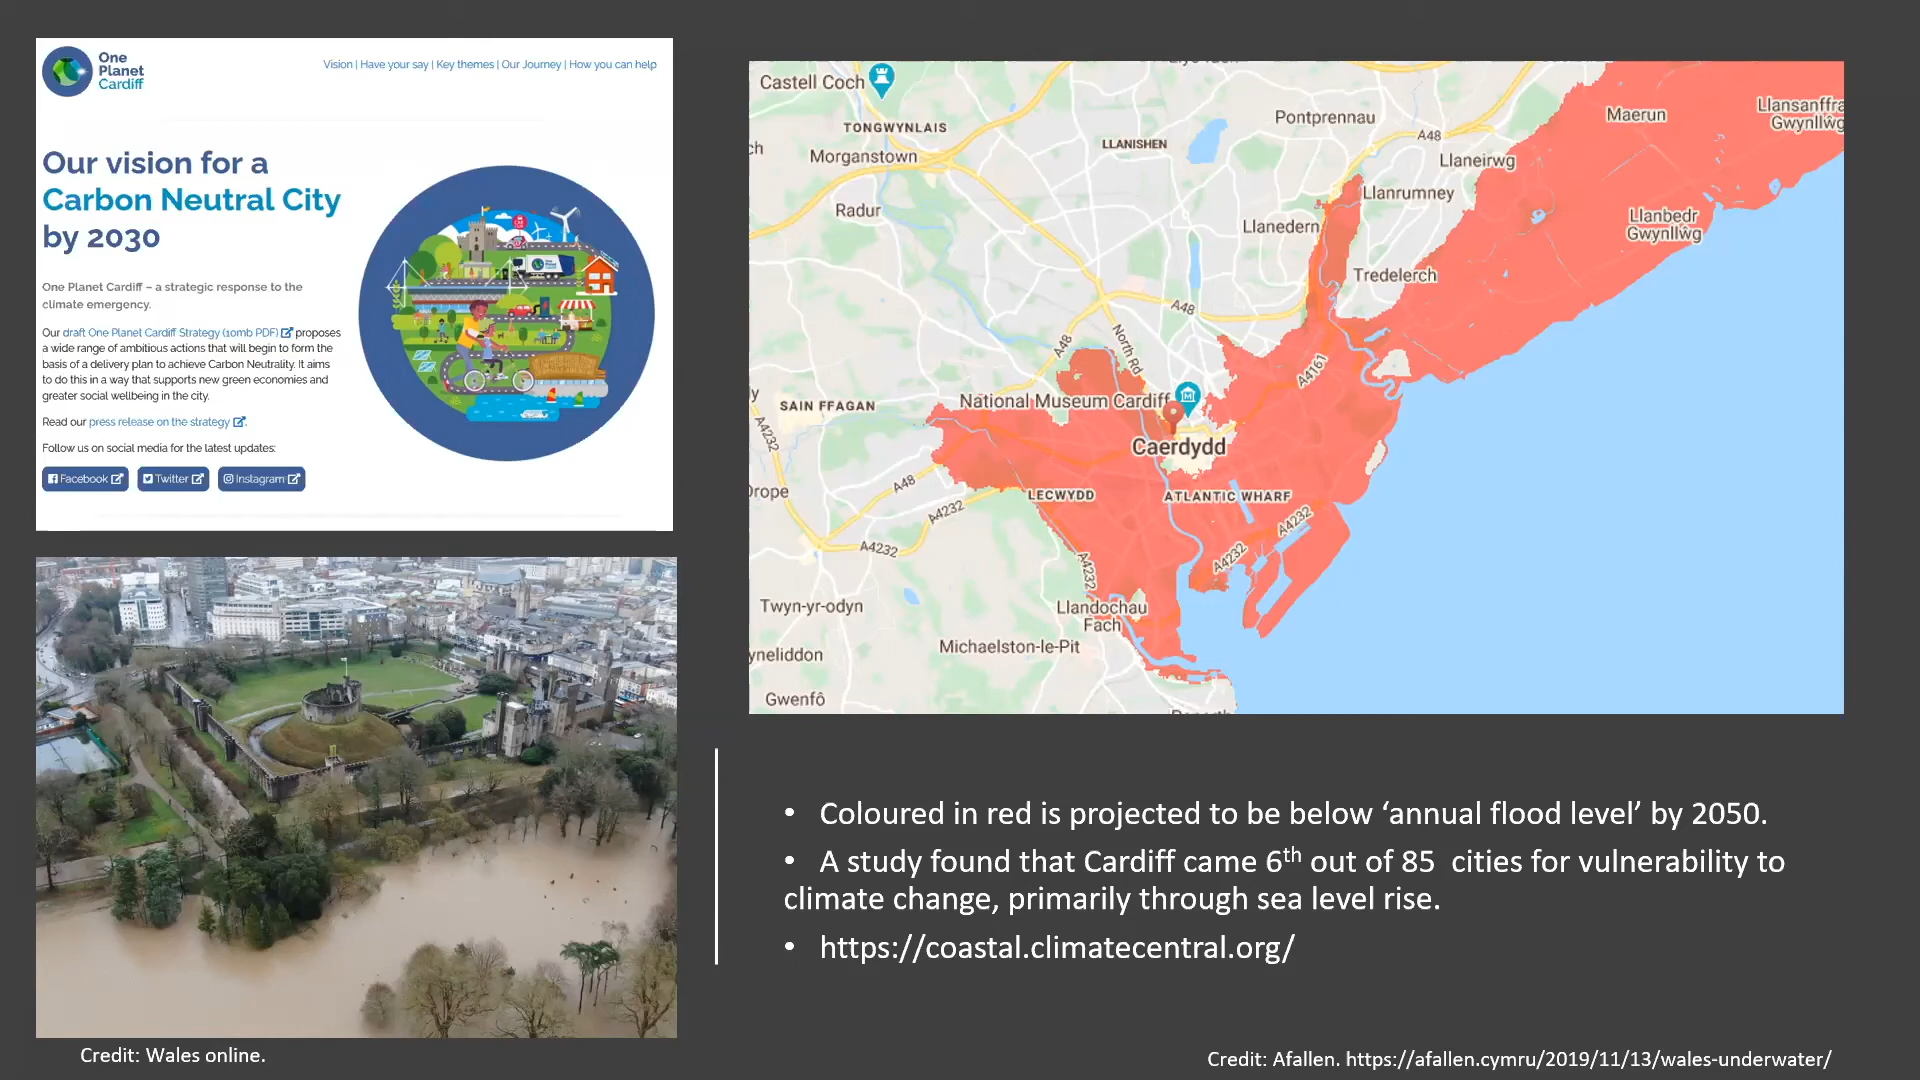 One
Planet
Cardiff
Vision | Have your say | Key themes | Our Journey | How you can help
Our vision for a
Carbon Neutral City
by 2030
One Planet Cardiff – a strategic response to the
climate emergency.
Our draft One Planet Cardiff Strategy (10mb PDF) proposes
a wide range of ambitious actions that will begin to form the
basis of a delivery plan to achieve Carbon Neutrality. It aims
to do this in a way that supports new green economies and
greater social wellbeing in the city.
Read our press release on the strategy.
Follow us on social media for the latest updates:
Facebook Twitter Instagram
Castell Coch
TONGWYNLAIS
Morganstown
Radur
LLANISHEN
Pontprennau
A48
Llaneirwg
Maerun
Llansanffra
Gwynllŵg
Llanrumney
Llanedern
Llanbedr
Gwynllŵg
Tredelerch
A48
A48
North Rd
A4161
SAIN FFAGAN
National Museum Cardiff
Caerdydd
A4232
A48
LECWYDD
ATLANTIC WHARF
A4232
A4232
A4232
A4232
A4232
Twyn-yr-odyn
Llandochau
Fach
Michaelston-le-Pit
yneliddon
Gwenfô
Coloured in red is projected to be below ‘annual flood level’ by 2050.
A study found that Cardiff came 6th out of 85 cities for vulnerability to
climate change, primarily through sea level rise.
https://coastal.climatecentral.org/
Credit: Wales online.
Credit: Afallen. https://afallen.cymru/2019/11/13/wales-underwater/